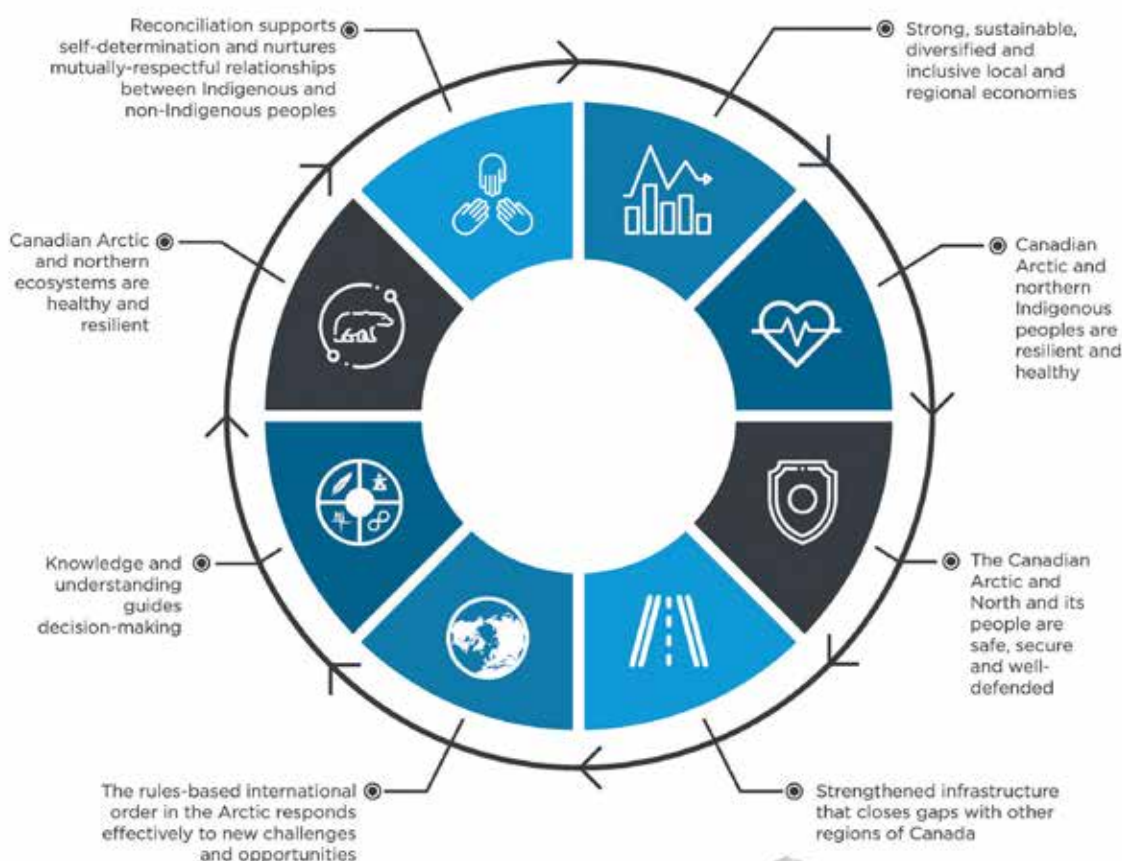 Reconciliation supports
self-determination and nurtures
mutually-respectful relationships
between Indigenous and
non-Indigenous peoples
Strong, sustainable,
diversified and
inclusive local and
regional economies
Canadian
Arctic and
northern
Indigenous
peoples are
resilient and
healthy
The Canadian
Arctic and
North and its
people are
safe, secure
and well-
defended
Strengthened infrastructure
that closes gaps with other
regions of Canada
The rules-based international
order in the Arctic responds
effectively to new challenges
and opportunities
Knowledge and
understanding
guides
decision-making
Canadian Arctic
and northern
ecosystems are
healthy and
resilient